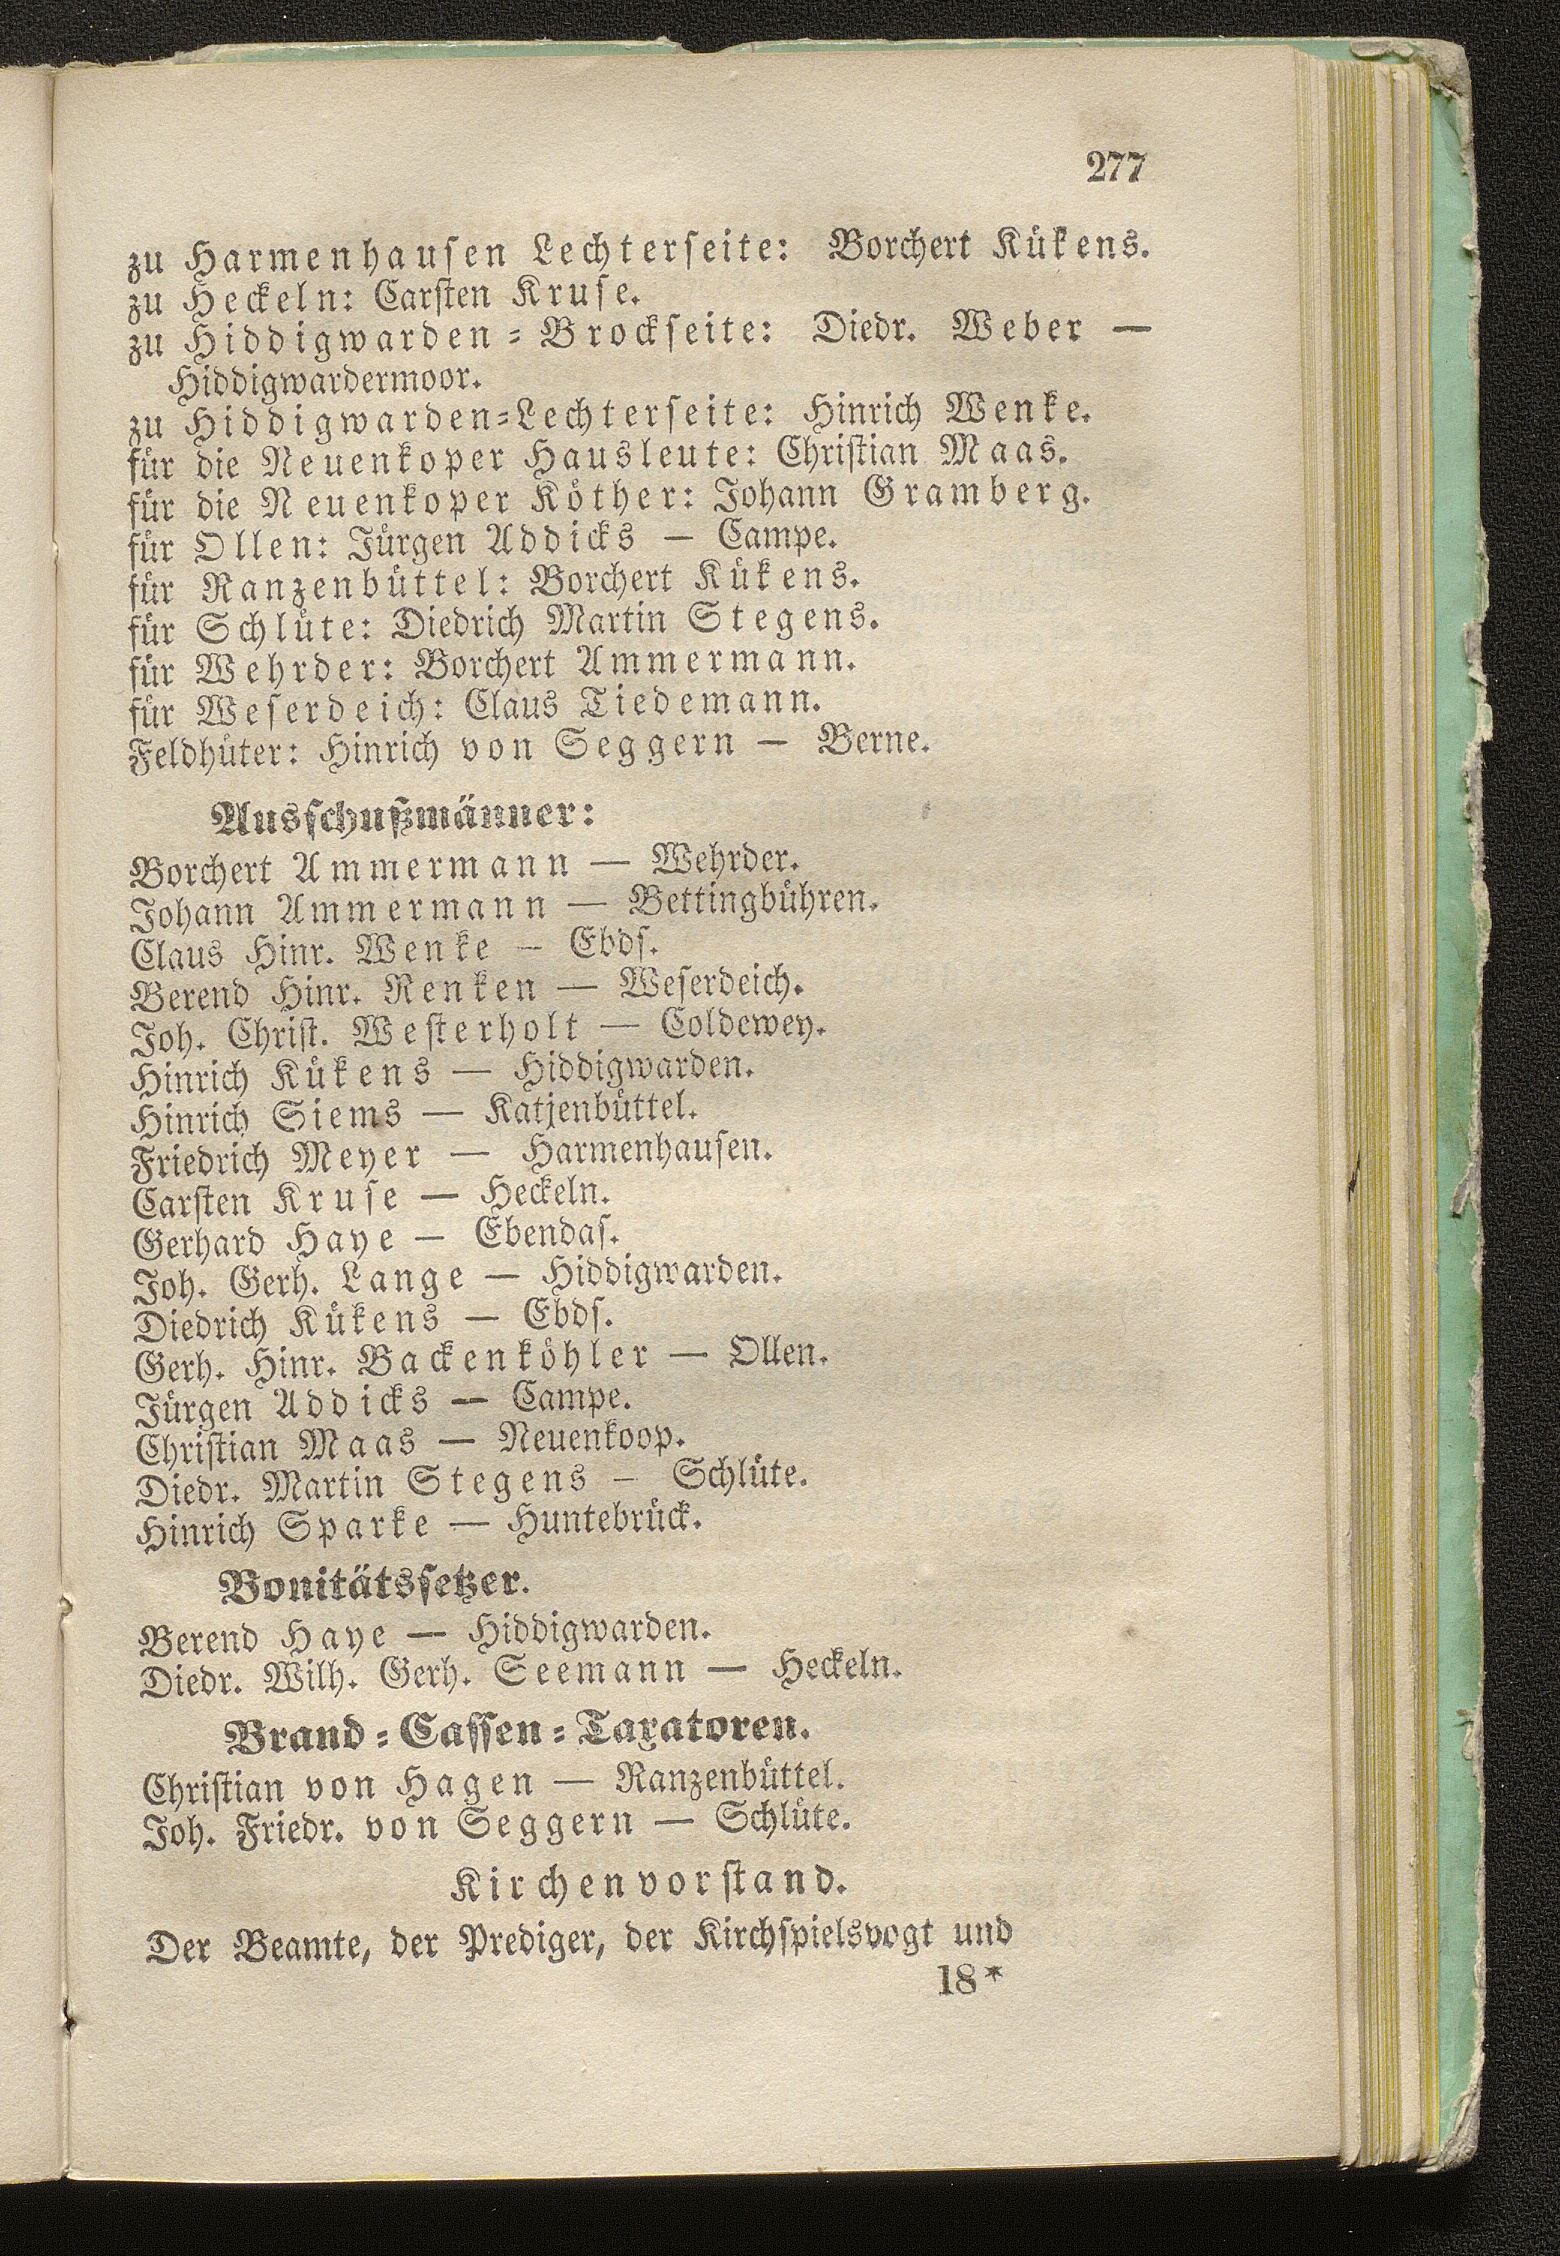 277
zu Harmenhausen Lechterseite: Borchert Kükens.
zu Heckeln: Carsten Kruse.
zu Hiddigwarden-Brockseite: Diedr. Weber —
Hiddigwardermoor.
zu Hiddigwarden-Lechterseite: Hinrich Wenke.
für die Neuenkoper Hausleute: Christian Maas.
für die Neuenkoper Köther: Johann Gramberg.
für Ollen: Jürgen Addicks — Campe.
für Ranzenbüttel: Borchert Kükens.
für Schlüte: Diedrich Martin Stegens.
für Wehrder: Borchert Ammermann.
für Weserdeich: Claus Tiedemann.
Feldhüter: Hinrich von Seggern — Berne.
Ausschußmänner:
Borchert Ammermann — Wehrder.
Johann Ammermann — Bettingbühren.
Claus Hinr. Wenke — Ebds.
Berend Hinr. Renken — Weserdeich.
Joh. Christ. Westerholt — Coldewey.
Hinrich Kükens — Hiddigwarden.
Hinrich Siems — Katjenbüttel.
Friedrich Meyer — Harmenhausen.
Carsten Kruse — Heckeln.
Gerhard Haye — Ebendas.
Joh. Gerh. Lange — Hiddigwarden.
Diedrich Kükens — Ebds.
Gerh. Hinr. Backenköhler — Ollen.
Jürgen Addicks — Campe.
Christian Maas — Neuenkoop.
Diedr. Martin Stegens — Schlüte.
Hinrich Sparke — Huntebrück.
Bonitätssetzer.
Berend Haye — Hiddigwarden.
Diedr. Wilh. Gerh. Seemann — Heckeln.
Brand-Cassen-Taxatoren.
Christian von Hagen — Ranzenbüttel.
Joh. Friedr. von Seggern — Schlüte.
Kirchenvorstand.
Der Beamte, der Prediger, der Kirchspielsvogt und
18*